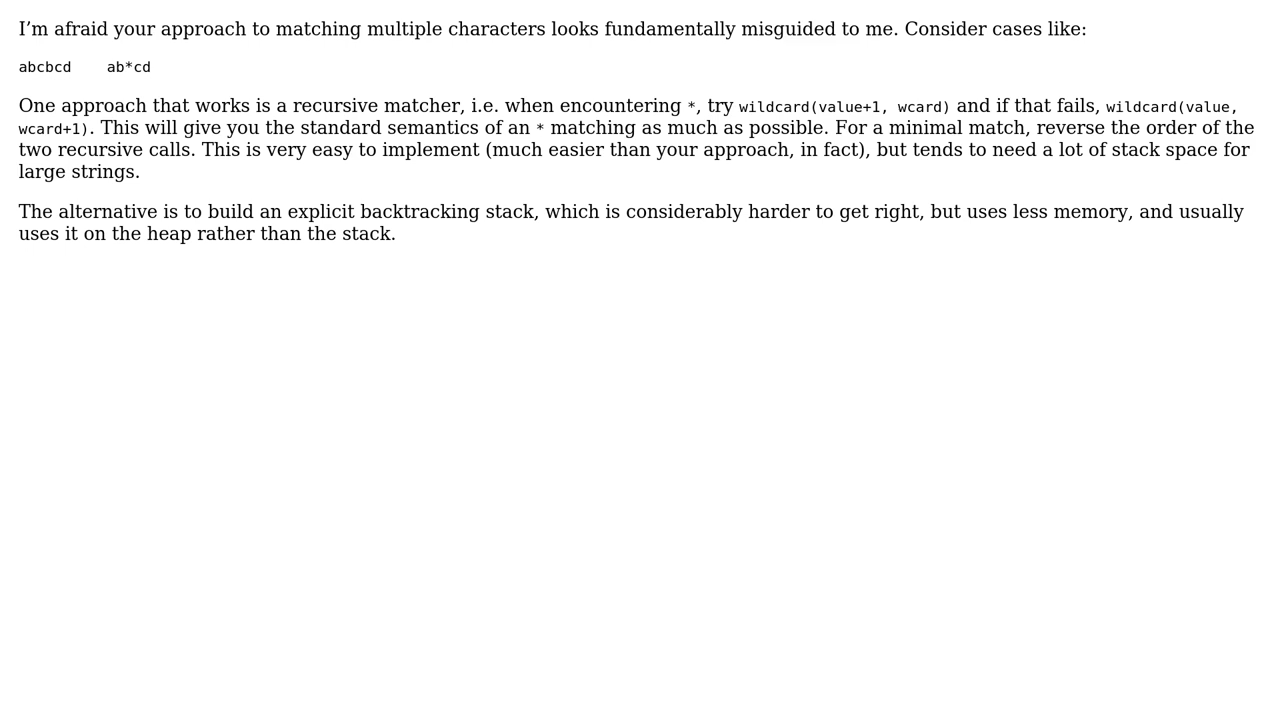 I’m afraid your approach to matching multiple characters looks fundamentally misguided to me. Consider cases like:
abcbcd    ab*cd
One approach that works is a recursive matcher, i.e. when encountering *, try wildcard(value+1, wcard) and if that fails, wildcard(value,
wcard+1). This will give you the standard semantics of an * matching as much as possible. For a minimal match, reverse the order of the
two recursive calls. This is very easy to implement (much easier than your approach, in fact), but tends to need a lot of stack space for
large strings.
The alternative is to build an explicit backtracking stack, which is considerably harder to get right, but uses less memory, and usually
uses it on the heap rather than the stack.